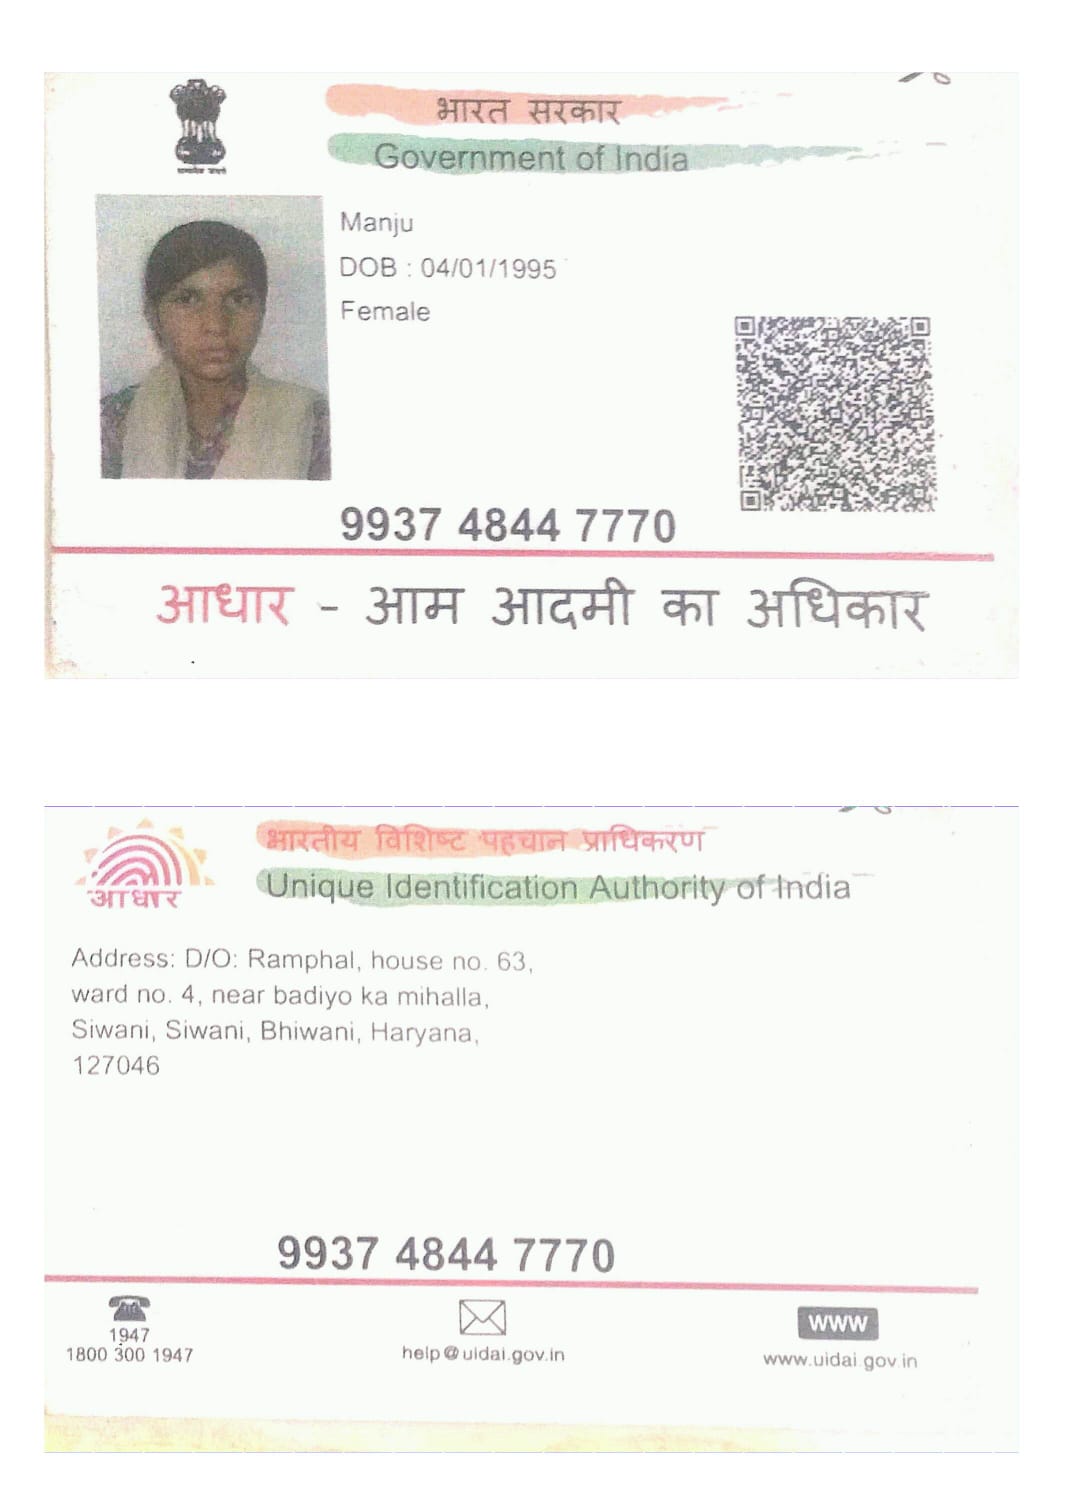 भारत सरकार
Government of India
Manju
DOB : 04/01/1995
Female
9937 4844 7770
आधार - आम आदमी का अधिकार
भारतीय विशिष्ट पहचान प्राधिकरण
Unique Identification Authority of India
आधार
Address: D/O: Ramphal, house no. 63,
ward no. 4, near badiyo ka mihalla,
Siwani, Siwani, Bhiwani, Haryana,
127046
9937 4844 7770
1947
1800 300 1947
help@uidai.gov.in
www
www.uidai.gov.in